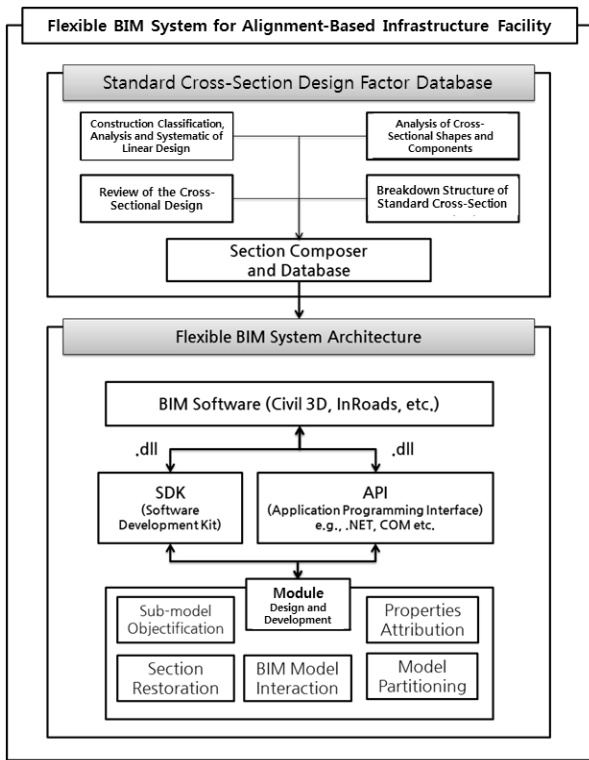 Flexible BIM System for Alignment-Based Infrastructure Facility
Standard Cross-Section Design Factor Database
Construction Classification,
Analysis and Systematic of
Linear Design
Analysis of Cross-
Sectional Shapes and
Components
Review of the Cross-
Sectional Design
Breakdown Structure of
Standard Cross-Section
Section Composer
and Database
Flexible BIM System Architecture
BIM Software (Civil 3D, InRoads, etc.)
.dll
.dll
SDK
(Software
Development Kit)
API
(Application Programming Interface)
e.g., .NET, COM etc.
Module
Design and
Development
Sub-model
Objectification
Properties
Attribution
Section
Restoration
BIM Model
Interaction
Model
Partitioning